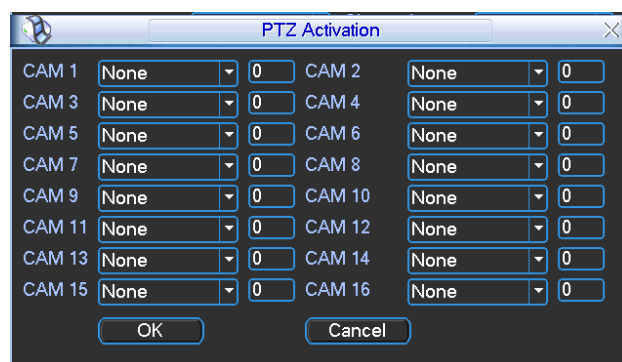 PTZ Activation
CAM 1 None 0 CAM 2 None 0
CAM 3 None 0 CAM 4 None 0
CAM 5 None 0 CAM 6 None 0
CAM 7 None 0 CAM 8 None 0
CAM 9 None 0 CAM 10 None 0
CAM 11 None 0 CAM 12 None 0
CAM 13 None 0 CAM 14 None 0
CAM 15 None 0 CAM 16 None 0
OK Cancel